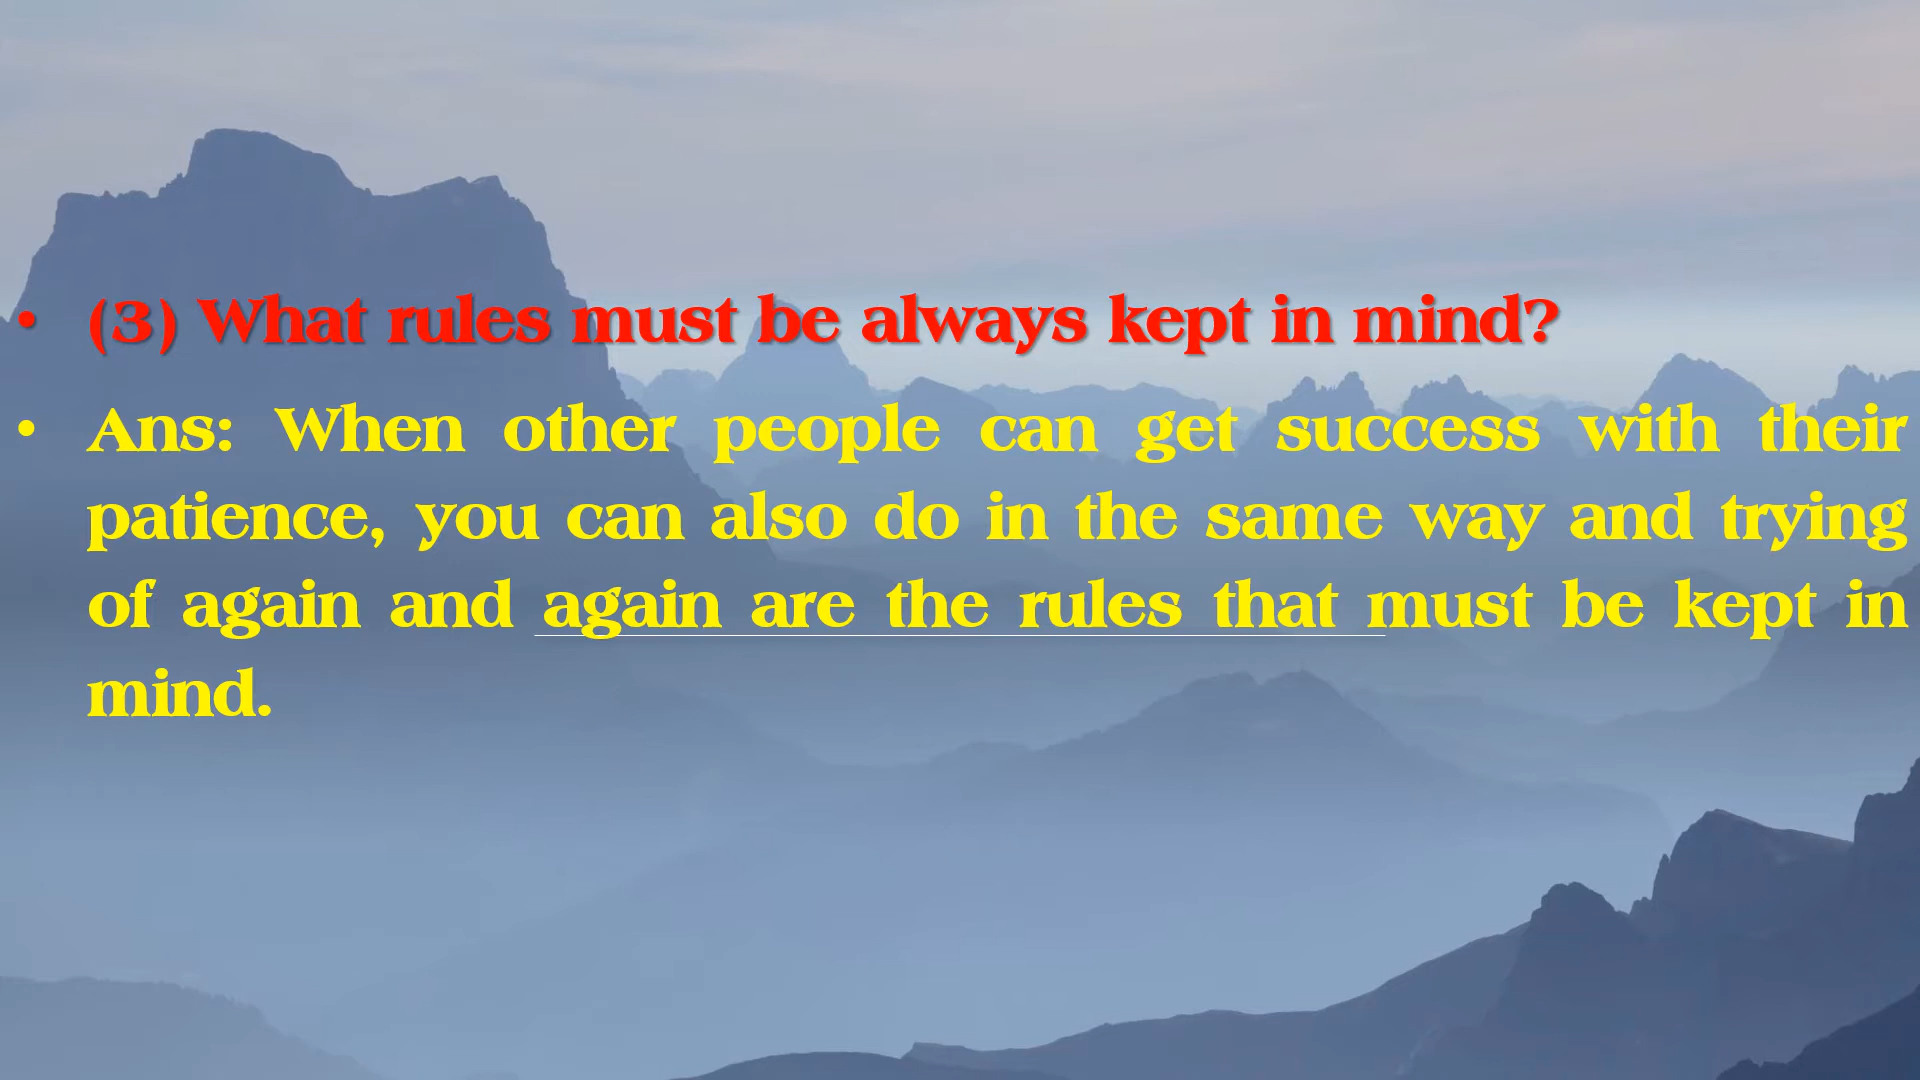 • (3) What rules must be always kept in mind?
• Ans: When other people can get success with their
patience, you can also do in the same way and trying
of again and again are the rules that must be kept in
mind.